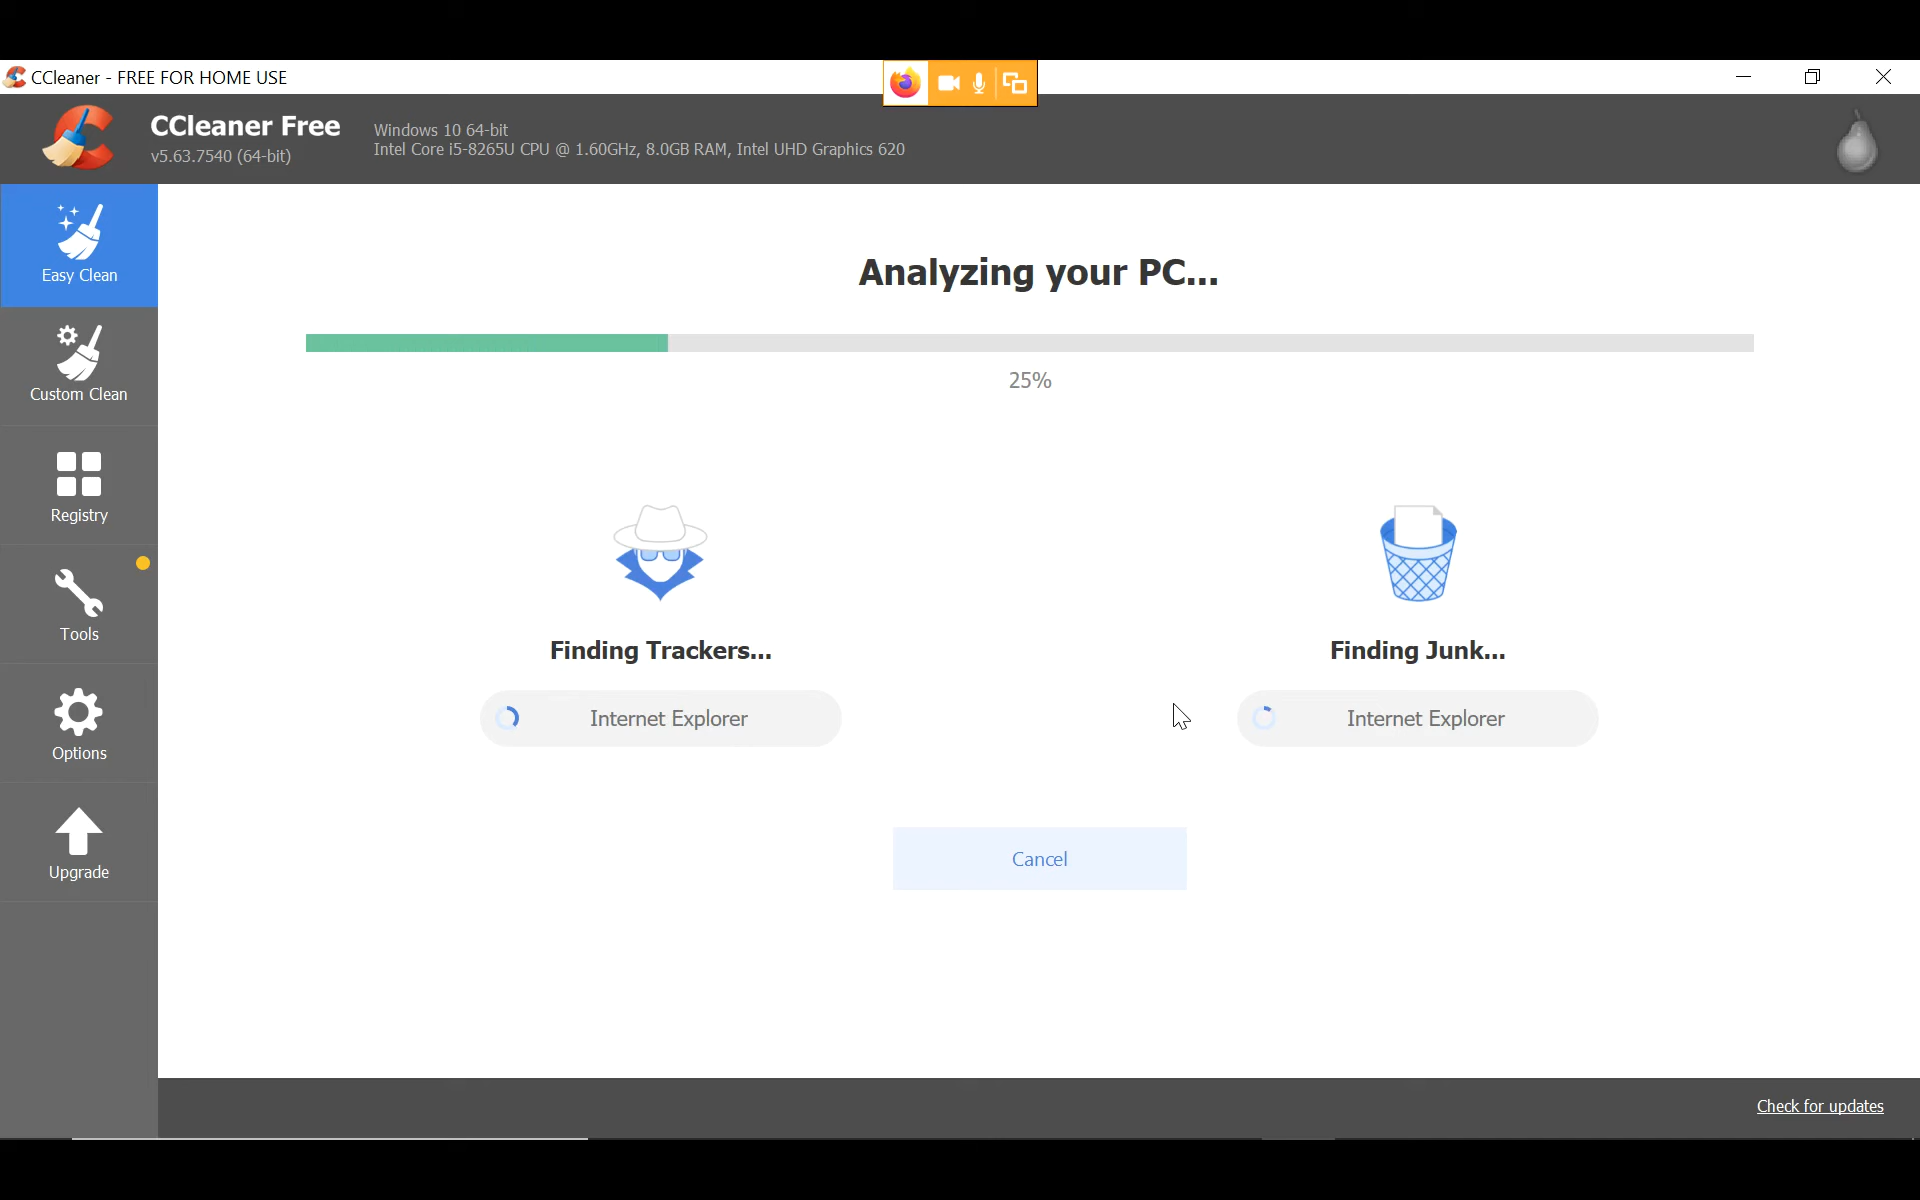 CCleaner - FREE FOR HOME USE
CCleaner Free
v5.63.7540 (64-bit)
Windows 10 64-bit
Intel Core i5-8265U CPU @ 1.60GHz, 8.0GB RAM, Intel UHD Graphics 620
Easy Clean
Custom Clean
Registry
Tools
Options
Upgrade
Analyzing your PC...
25%
Finding Trackers...
Internet Explorer
Finding Junk...
Internet Explorer
Cancel
Check for updates